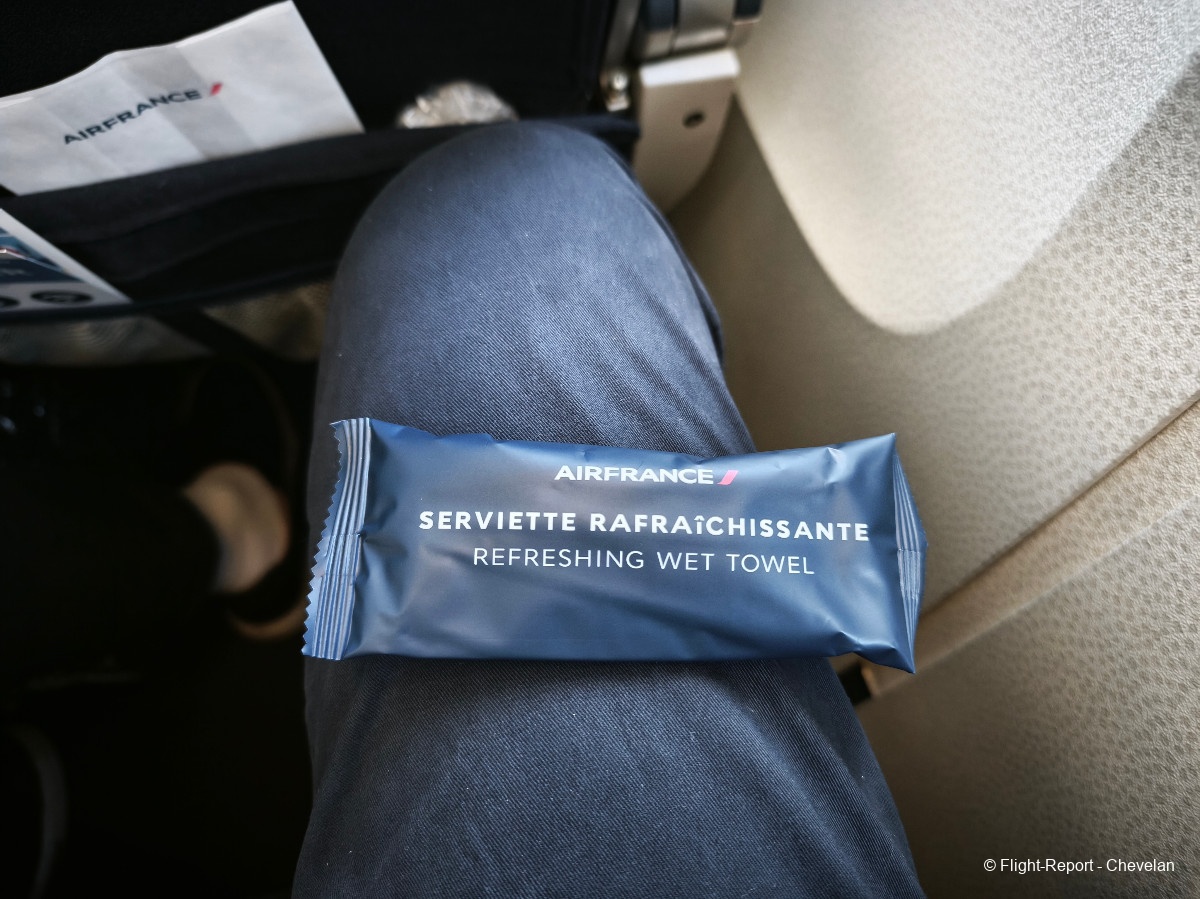 AIRFRANCE
AIRFRANCE
SERVIETTE RAFRAîCHISSANTE
REFRESHING WET TOWEL
© Flight-Report - Chevelan